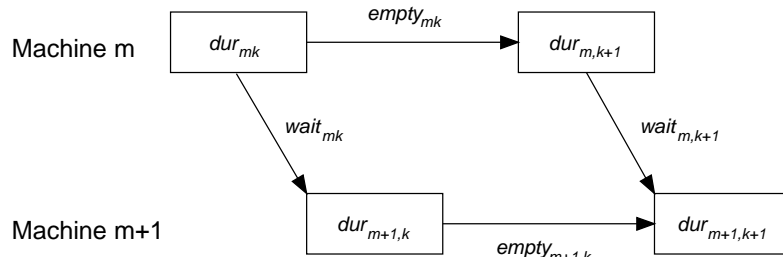 empty_mk
Machine m
dur_mk
dur_m,k+1
wait_mk
wait_m,k+1
Machine m+1
dur_m+1,k
dur_m+1,k+1
empty_m+1,k